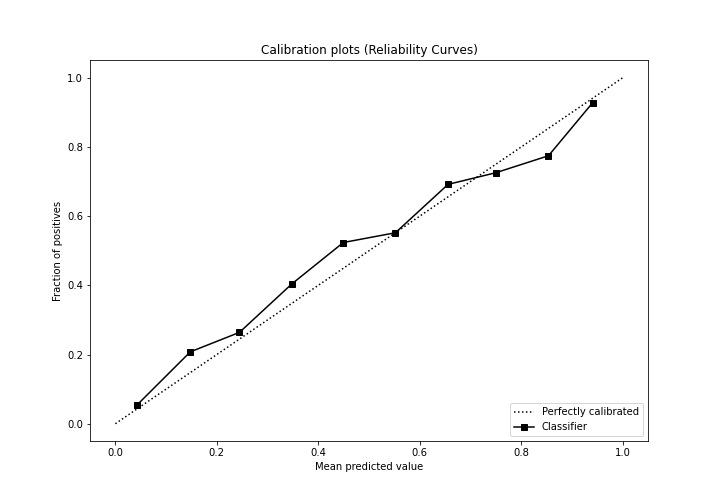 Calibration plots (Reliability Curves)
1.0
0.8
0.6
0.4
0.2
0.0
Fraction of positives
0.0 0.2 0.4 0.6 0.8 1.0
Mean predicted value
Perfectly calibrated
Classifier